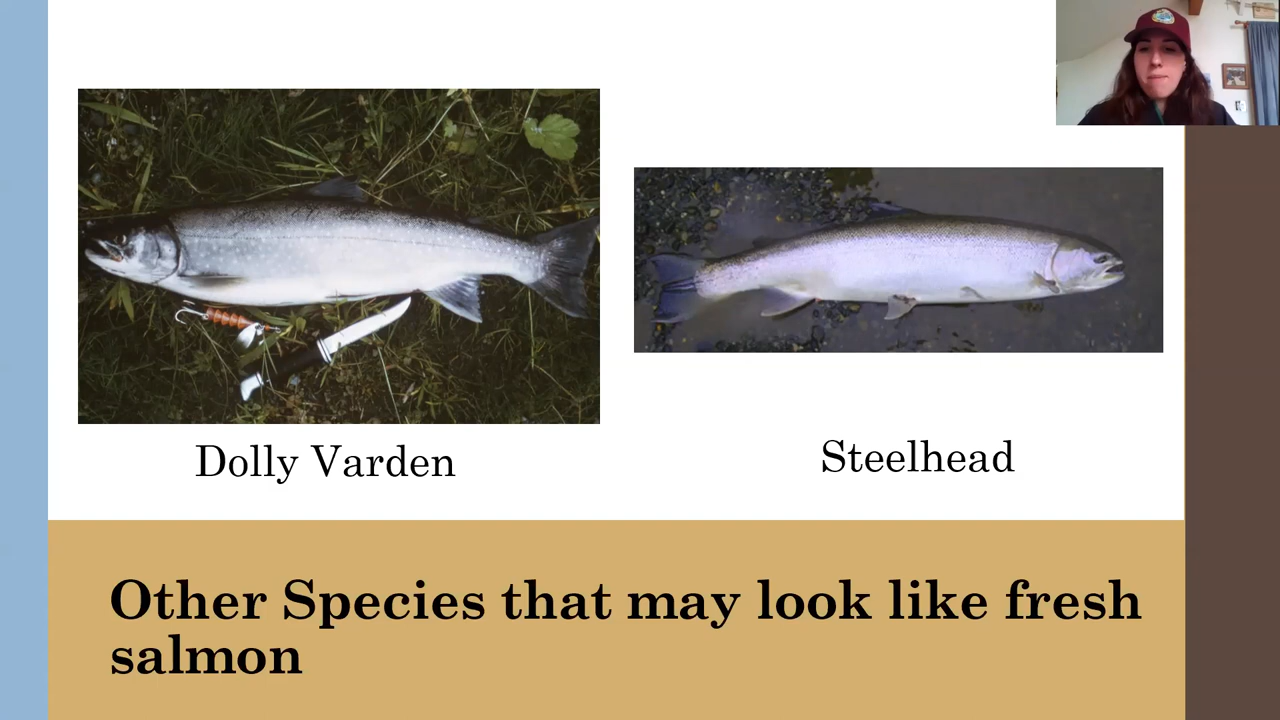 Dolly Varden
Steelhead
Other Species that may look like fresh
salmon